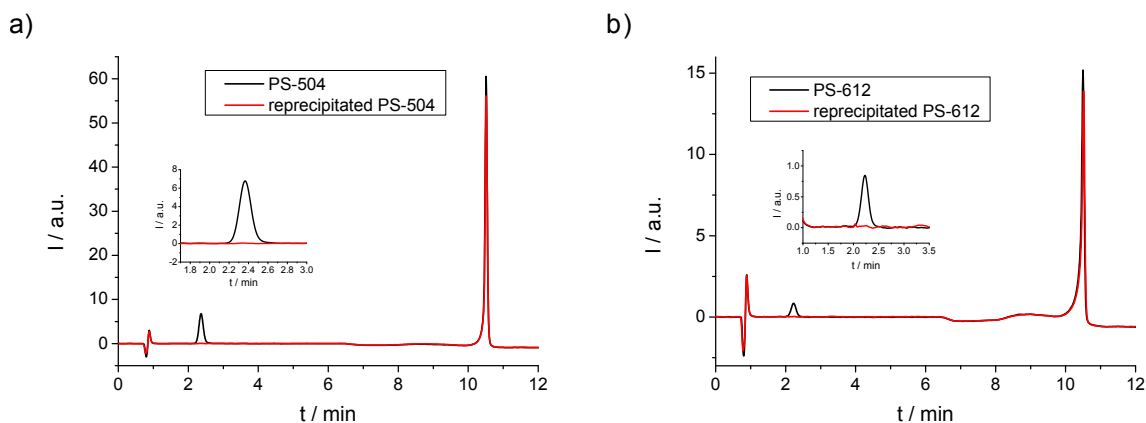 a)
PS-504
reprecipitated PS-504
I / a.u.
60
50
40
30
20
10
0
0 2 4 6 8 10 12
t / min
I / a.u.
8
6
4
2
0
-2
1.8 2.0 2.2 2.4 2.6 2.8 3.0
t / min
b)
PS-612
reprecipitated PS-612
I / a.u.
15
10
5
0
0 2 4 6 8 10 12
t / min
I / a.u.
1.0
0.5
0.0
1.0 1.5 2.0 2.5 3.0 3.5
t / min